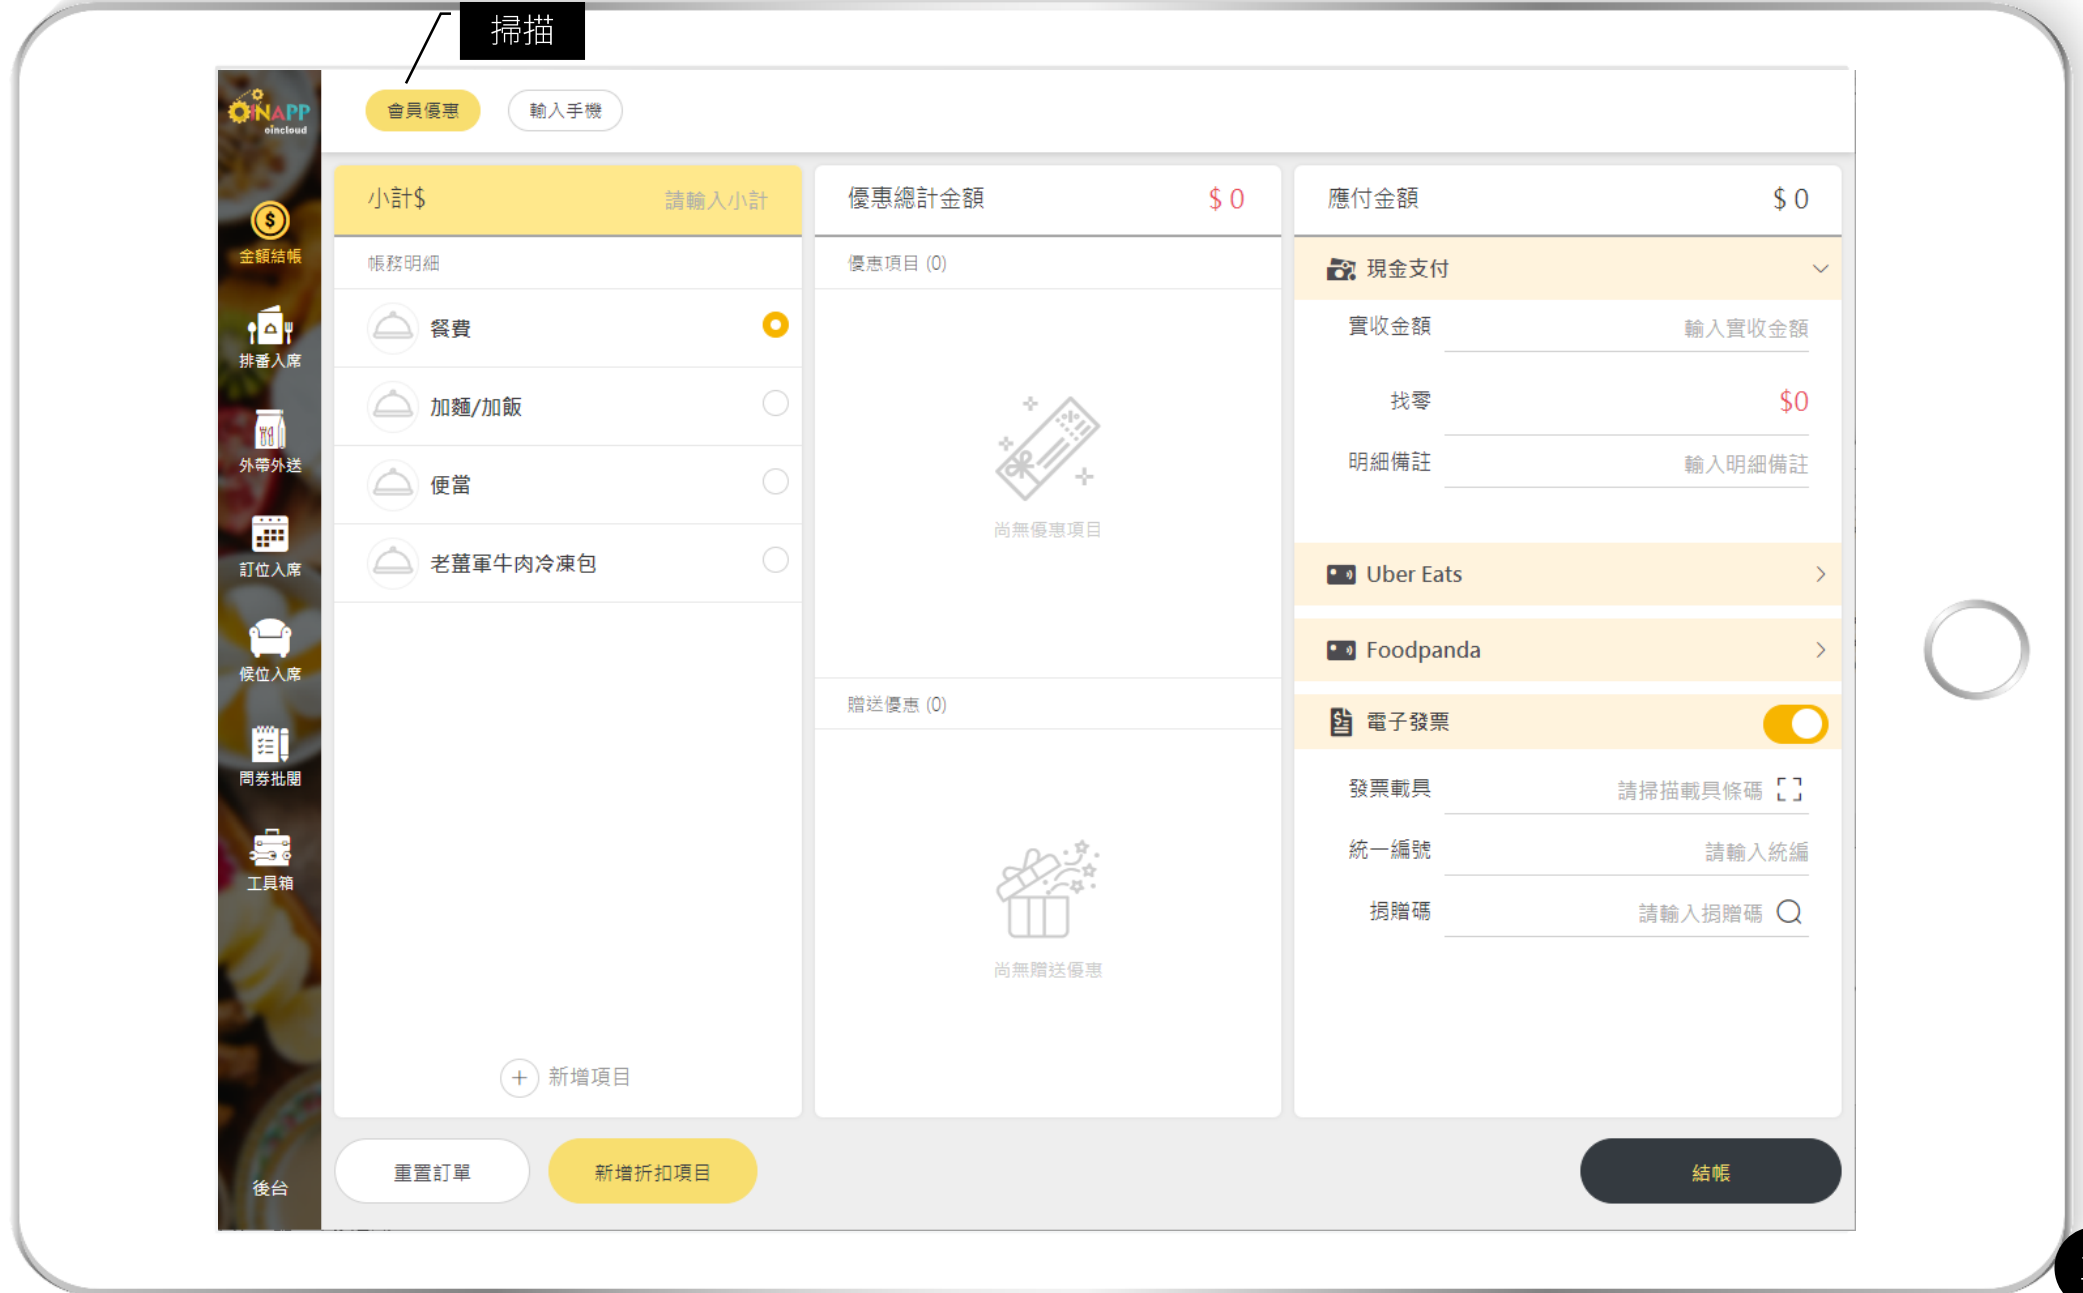 掃描
OiNAPP
oincloud
會員優惠
輸入手機
金額結帳
排番入席
外帶外送
訂位入席
候位入席
問券批閱
工具箱
後台
小計$
請輸入小計
帳務明細
餐費
加麵/加飯
便當
老薑軍牛肉冷凍包
新增項目
優惠總計金額
$ 0
優惠項目 (0)
尚無優惠項目
贈送優惠 (0)
尚無贈送優惠
應付金額
$ 0
現金支付
實收金額
輸入實收金額
找零
$0
明細備註
輸入明細備註
Uber Eats
Foodpanda
電子發票
發票載具
請掃描載具條碼
統一編號
請輸入統編
捐贈碼
請輸入捐贈碼
重置訂單
新增折扣項目
結帳